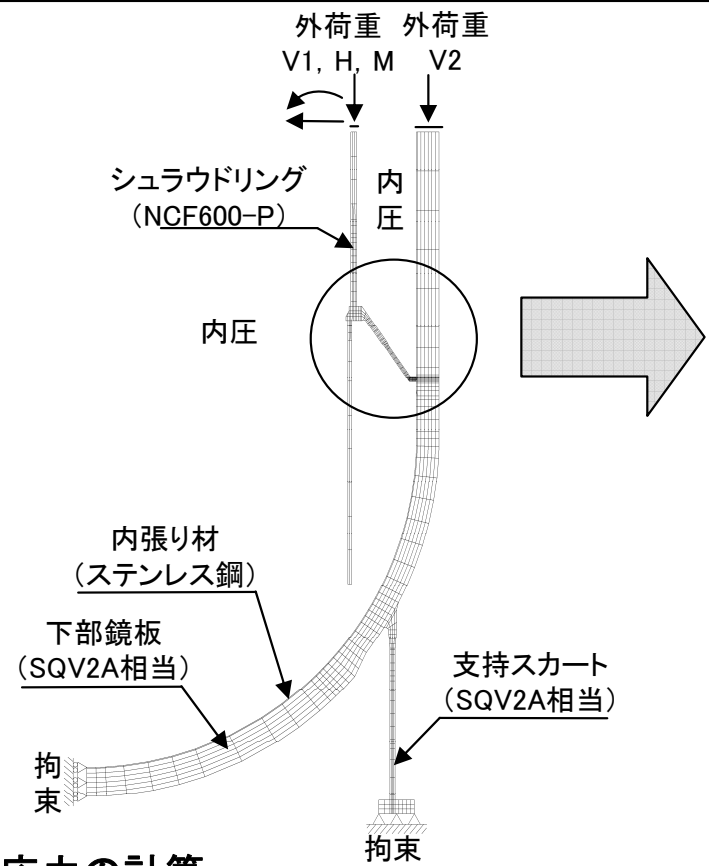 外荷重 外荷重
V1, H, M V2
シュラウドリング
(NCF600-P)
内
圧
内圧
内張り材
(ステンレス鋼)
下部鏡板
(SQV2A相当)
支持スカート
(SQV2A相当)
拘
束
拘束